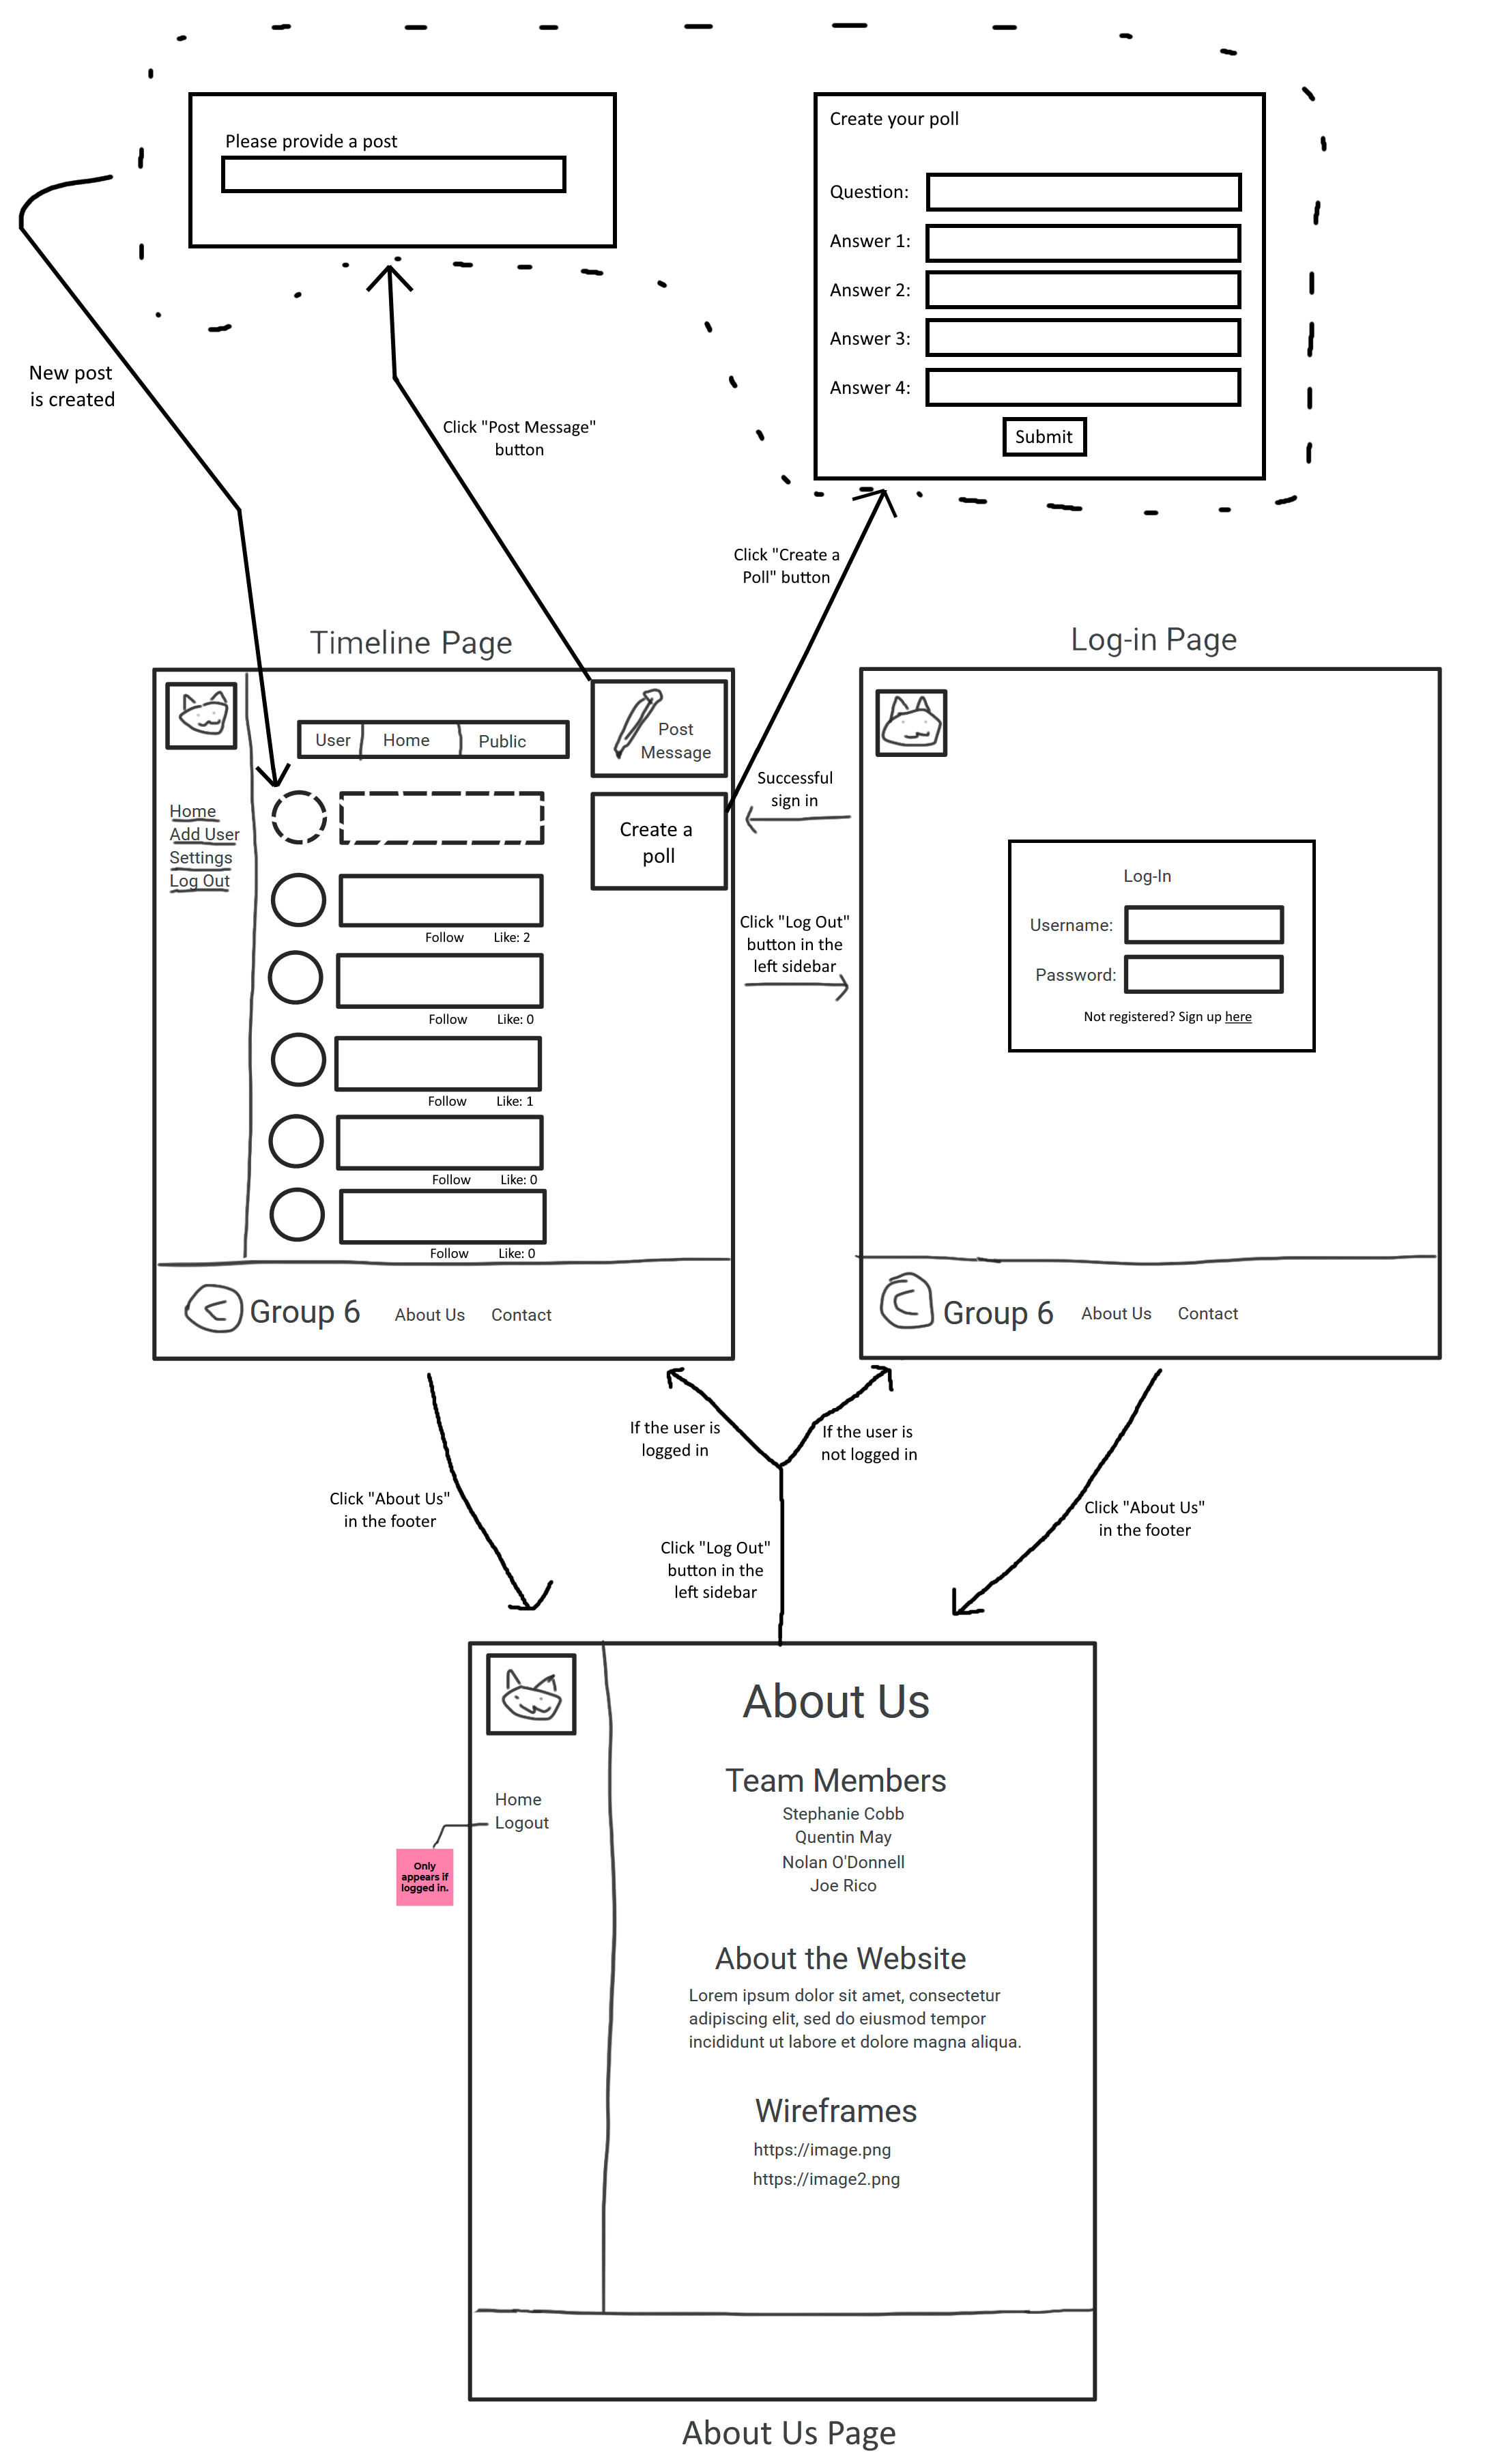 Please provide a post
Create your poll
Question:
Answer 1:
Answer 2:
Answer 3:
Answer 4:
Submit
New post
is created
Click "Post Message"
button
Click "Create a
Poll" button
Timeline Page
User
Home
Public
Post
Message
Create a
poll
Home
Add User
Settings
Log Out
Follow
Like: 2
Follow
Like: 0
Follow
Like: 1
Follow
Like: 0
Follow
Like: 0
C
Group 6
About Us
Contact
Successful
sign in
Click "Log Out"
button in the
left sidebar
Log-in Page
Log-In
Username:
Password:
Not registered? Sign up here
C
Group 6
About Us
Contact
If the user is
logged in
If the user is
not logged in
Click "About Us"
in the footer
Click "Log Out"
button in the
left sidebar
Click "About Us"
in the footer
Home
Logout
Only
appears if
logged in.
About Us
Team Members
Stephanie Cobb
Quentin May
Nolan O'Donnell
Joe Rico
About the Website
Lorem ipsum dolor sit amet, consectetur
adipiscing elit, sed do eiusmod tempor
incididunt ut labore et dolore magna aliqua.
Wireframes
https://image.png
https://image2.png
About Us Page